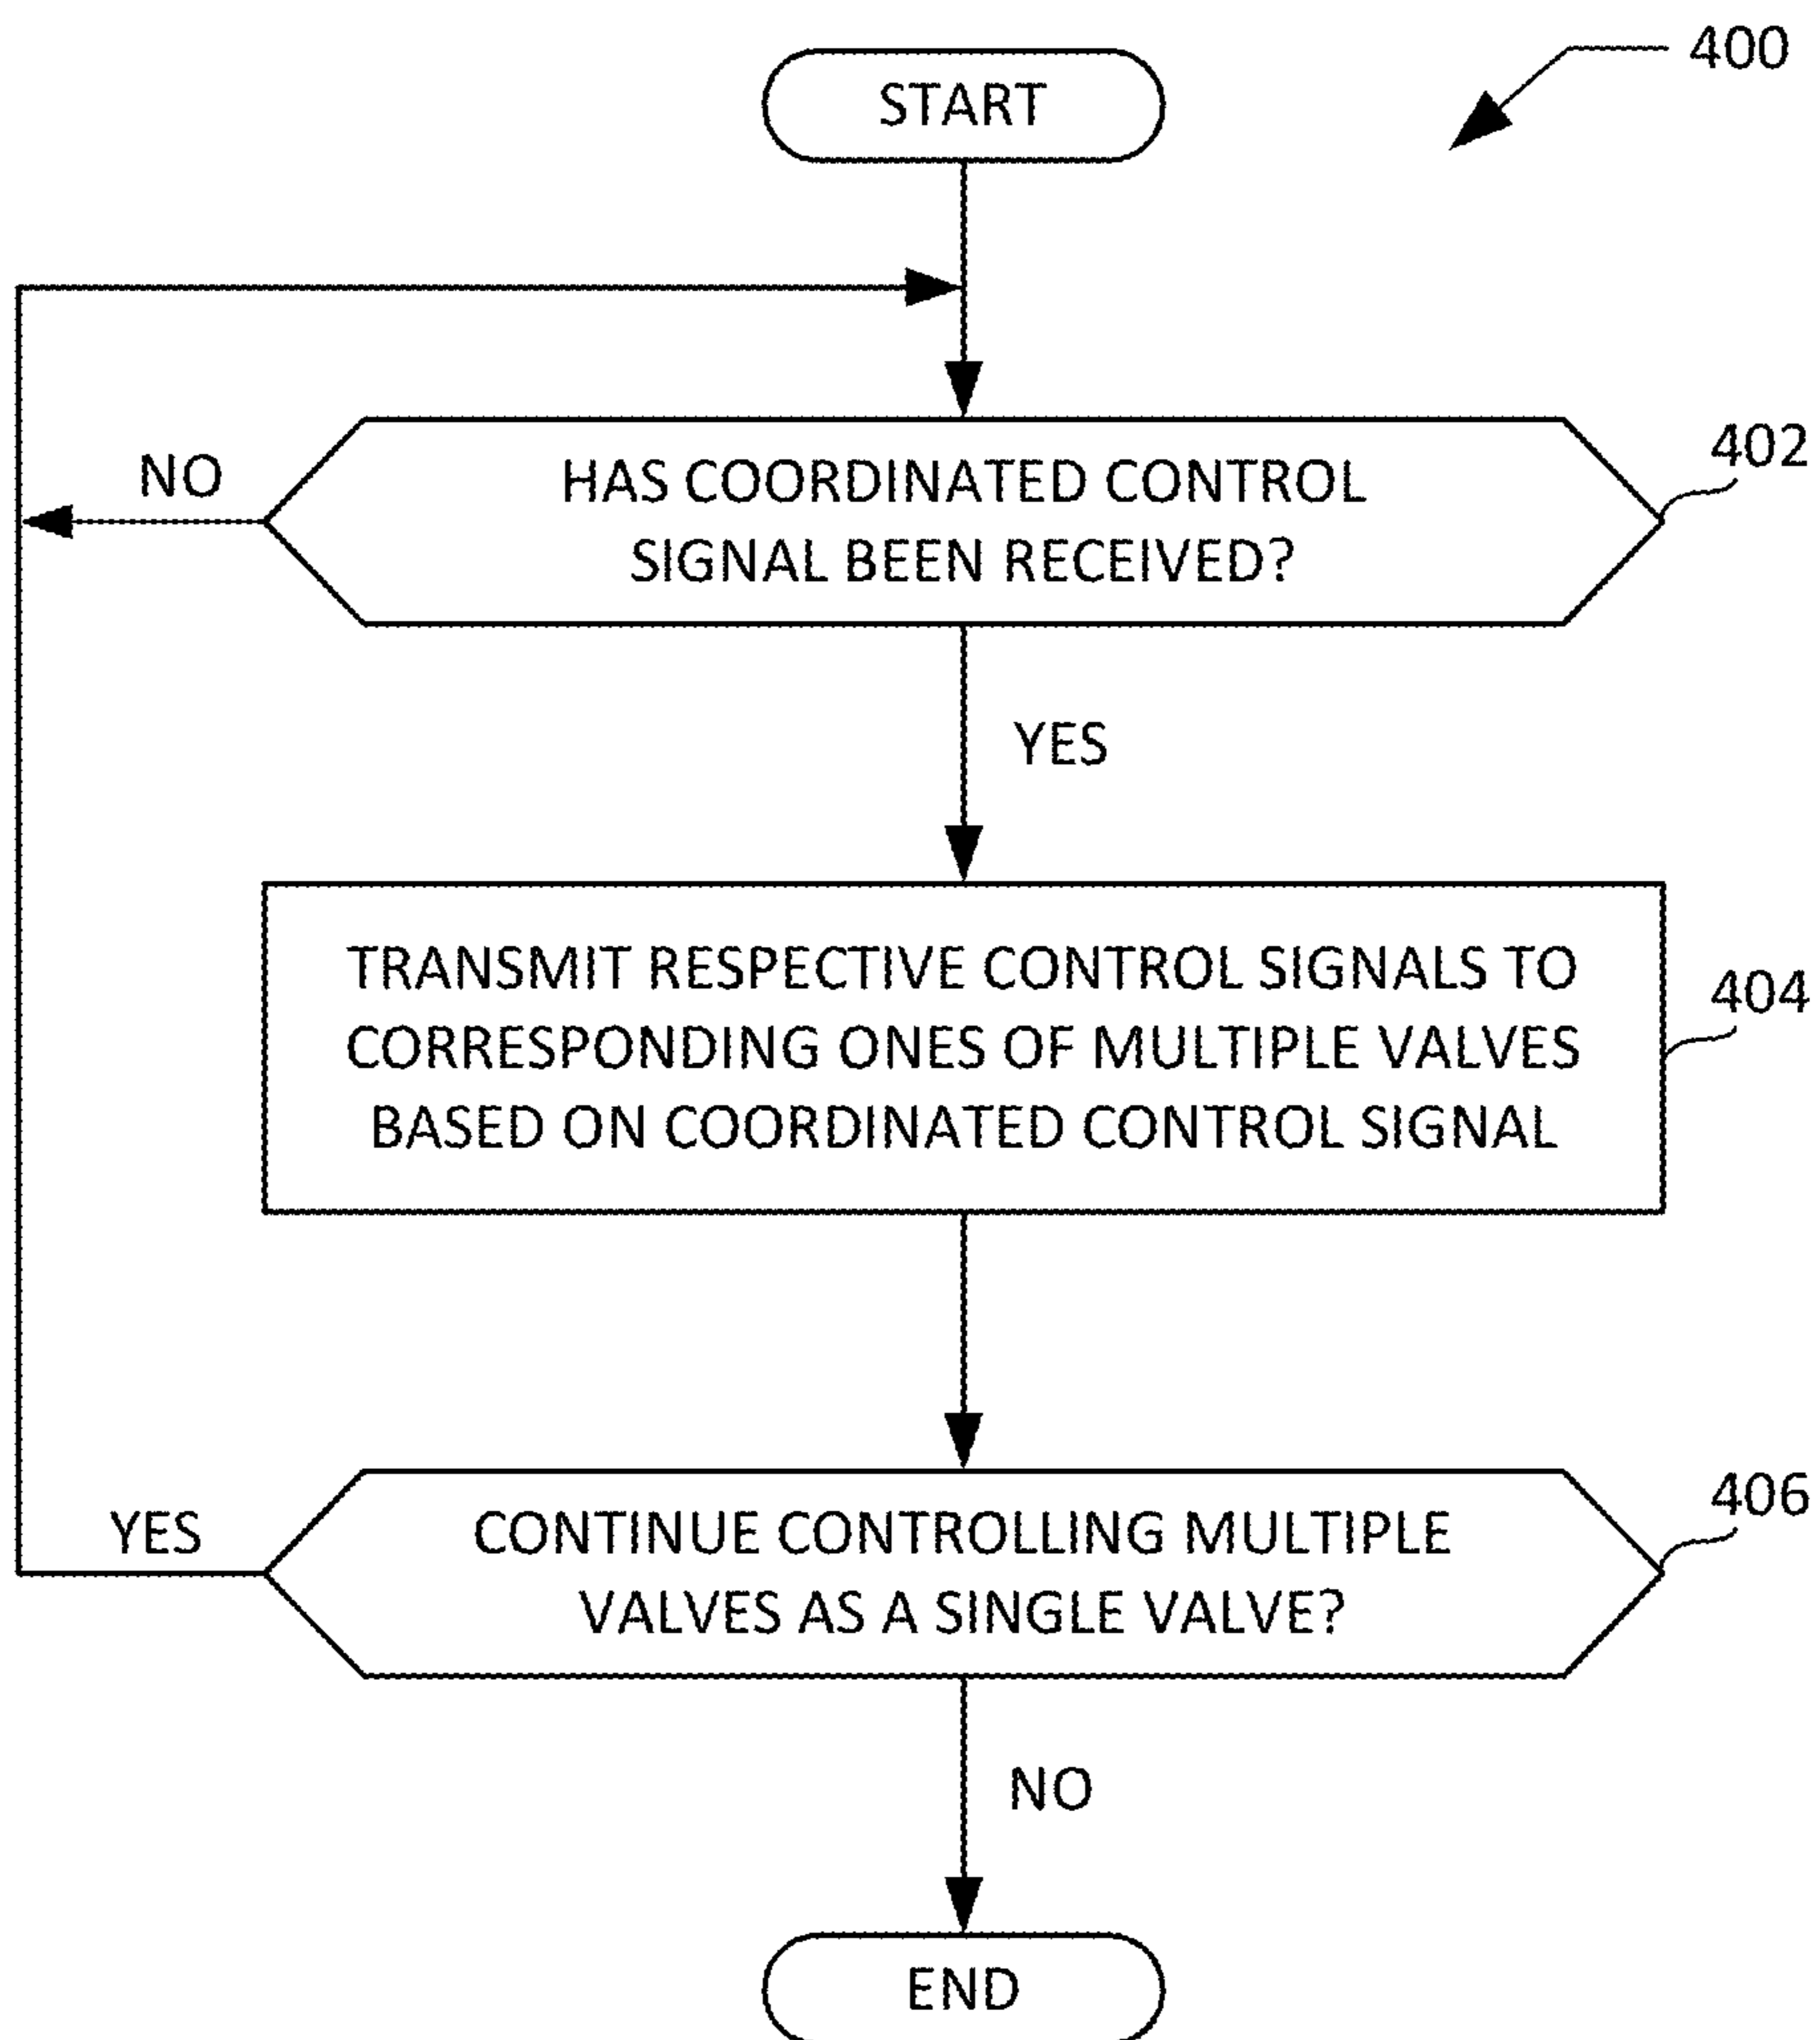 400
START
HAS COORDINATED CONTROL
SIGNAL BEEN RECEIVED?
402
NO
YES
TRANSMIT RESPECTIVE CONTROL SIGNALS TO
CORRESPONDING ONES OF MULTIPLE VALVES
BASED ON COORDINATED CONTROL SIGNAL
404
CONTINUE CONTROLLING MULTIPLE
VALVES AS A SINGLE VALVE?
406
YES
NO
END